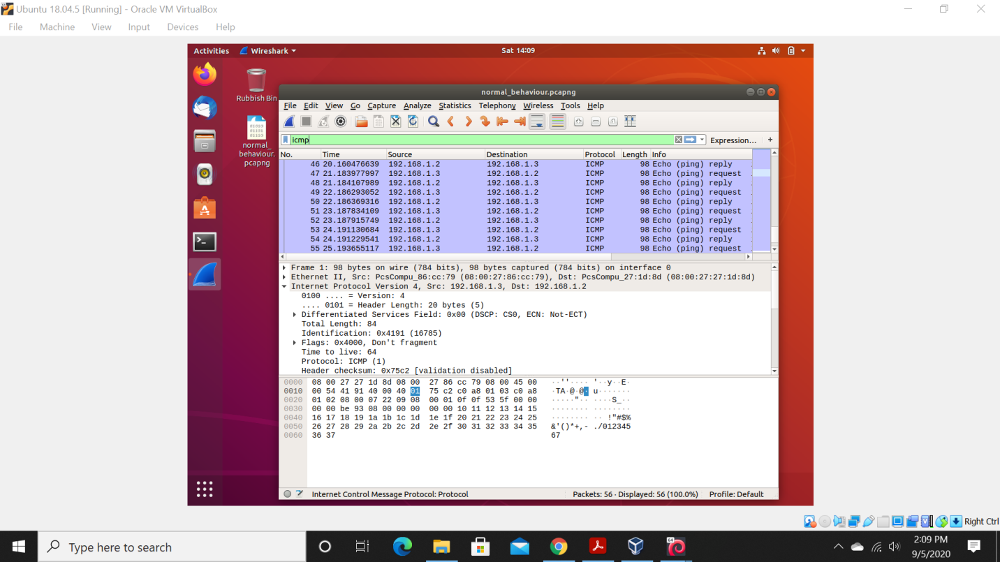 Ubuntu 18.04.5 [Running] - Oracle VM VirtualBox
File Machine View Input Devices Help
Activities Wireshark Sat 14:09
Rubbish Bin
normal_
behaviour.
pcapng
normal_behaviour.pcapng
File Edit View Go Capture Analyze Statistics Telephony Wireless Tools Help
icmp Expression… +
No. Time Source Destination Protocol Length Info
46 20.160476639 192.168.1.2 192.168.1.3 ICMP 98 Echo (ping) reply
47 21.183977997 192.168.1.3 192.168.1.2 ICMP 98 Echo (ping) request
48 21.184107989 192.168.1.2 192.168.1.3 ICMP 98 Echo (ping) reply
49 22.186293052 192.168.1.3 192.168.1.2 ICMP 98 Echo (ping) request
50 22.186369316 192.168.1.2 192.168.1.3 ICMP 98 Echo (ping) reply
51 23.187834109 192.168.1.3 192.168.1.2 ICMP 98 Echo (ping) request
52 23.187915749 192.168.1.2 192.168.1.3 ICMP 98 Echo (ping) reply
53 24.191130684 192.168.1.3 192.168.1.2 ICMP 98 Echo (ping) request
54 24.191229541 192.168.1.2 192.168.1.3 ICMP 98 Echo (ping) reply
55 25.193655117 192.168.1.3 192.168.1.2 ICMP 98 Echo (ping) request
Frame 1: 98 bytes on wire (784 bits), 98 bytes captured (784 bits) on interface 0
Ethernet II, Src: PcsCompu_86:cc:79 (08:00:27:86:cc:79), Dst: PcsCompu_27:1d:8d (08:00:27:27:1d:8d)
Internet Protocol Version 4, Src: 192.168.1.3, Dst: 192.168.1.2
0100 .... = Version: 4
.... 0101 = Header Length: 20 bytes (5)
Differentiated Services Field: 0x00 (DSCP: CS0, ECN: Not-ECT)
Total Length: 84
Identification: 0x4191 (16785)
Flags: 0x4000, Don't fragment
Time to live: 64
Protocol: ICMP (1)
Header checksum: 0x75c2 [validation disabled]
0000 08 00 27 27 1d 8d 08 00 27 86 cc 79 08 00 45 00 ··''···· '··y··E·
0010 00 54 41 91 40 00 40 01 75 c2 c0 a8 01 03 c0 a8 ·TA·@·@· u·······
0020 01 02 08 00 07 22 09 08 00 01 0f 0f 53 5f 00 00 ·····"·· ····S_··
0030 00 00 be 93 08 00 00 00 00 00 10 11 12 13 14 15 ········ ········
0040 16 17 18 19 1a 1b 1c 1d 1e 1f 20 21 22 23 24 25 ········ ·· !"#$%
0050 26 27 28 29 2a 2b 2c 2d 2e 2f 30 31 32 33 34 35 &'()*+,- ./012345
0060 36 37 67
Internet Control Message Protocol: Protocol Packets: 56 · Displayed: 56 (100.0%) Profile: Default
Right Ctrl
Type here to search
64
2:09 PM
9/5/2020